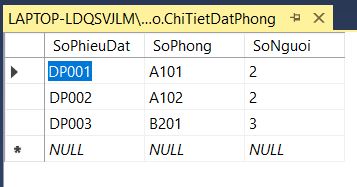 LAPTOP-LDQSVJLM\...o.ChiTietDatPhong
SoPhieuDat SoPhong SoNguoi
DP001 A101 2
DP002 A102 2
DP003 B201 3
* NULL NULL NULL